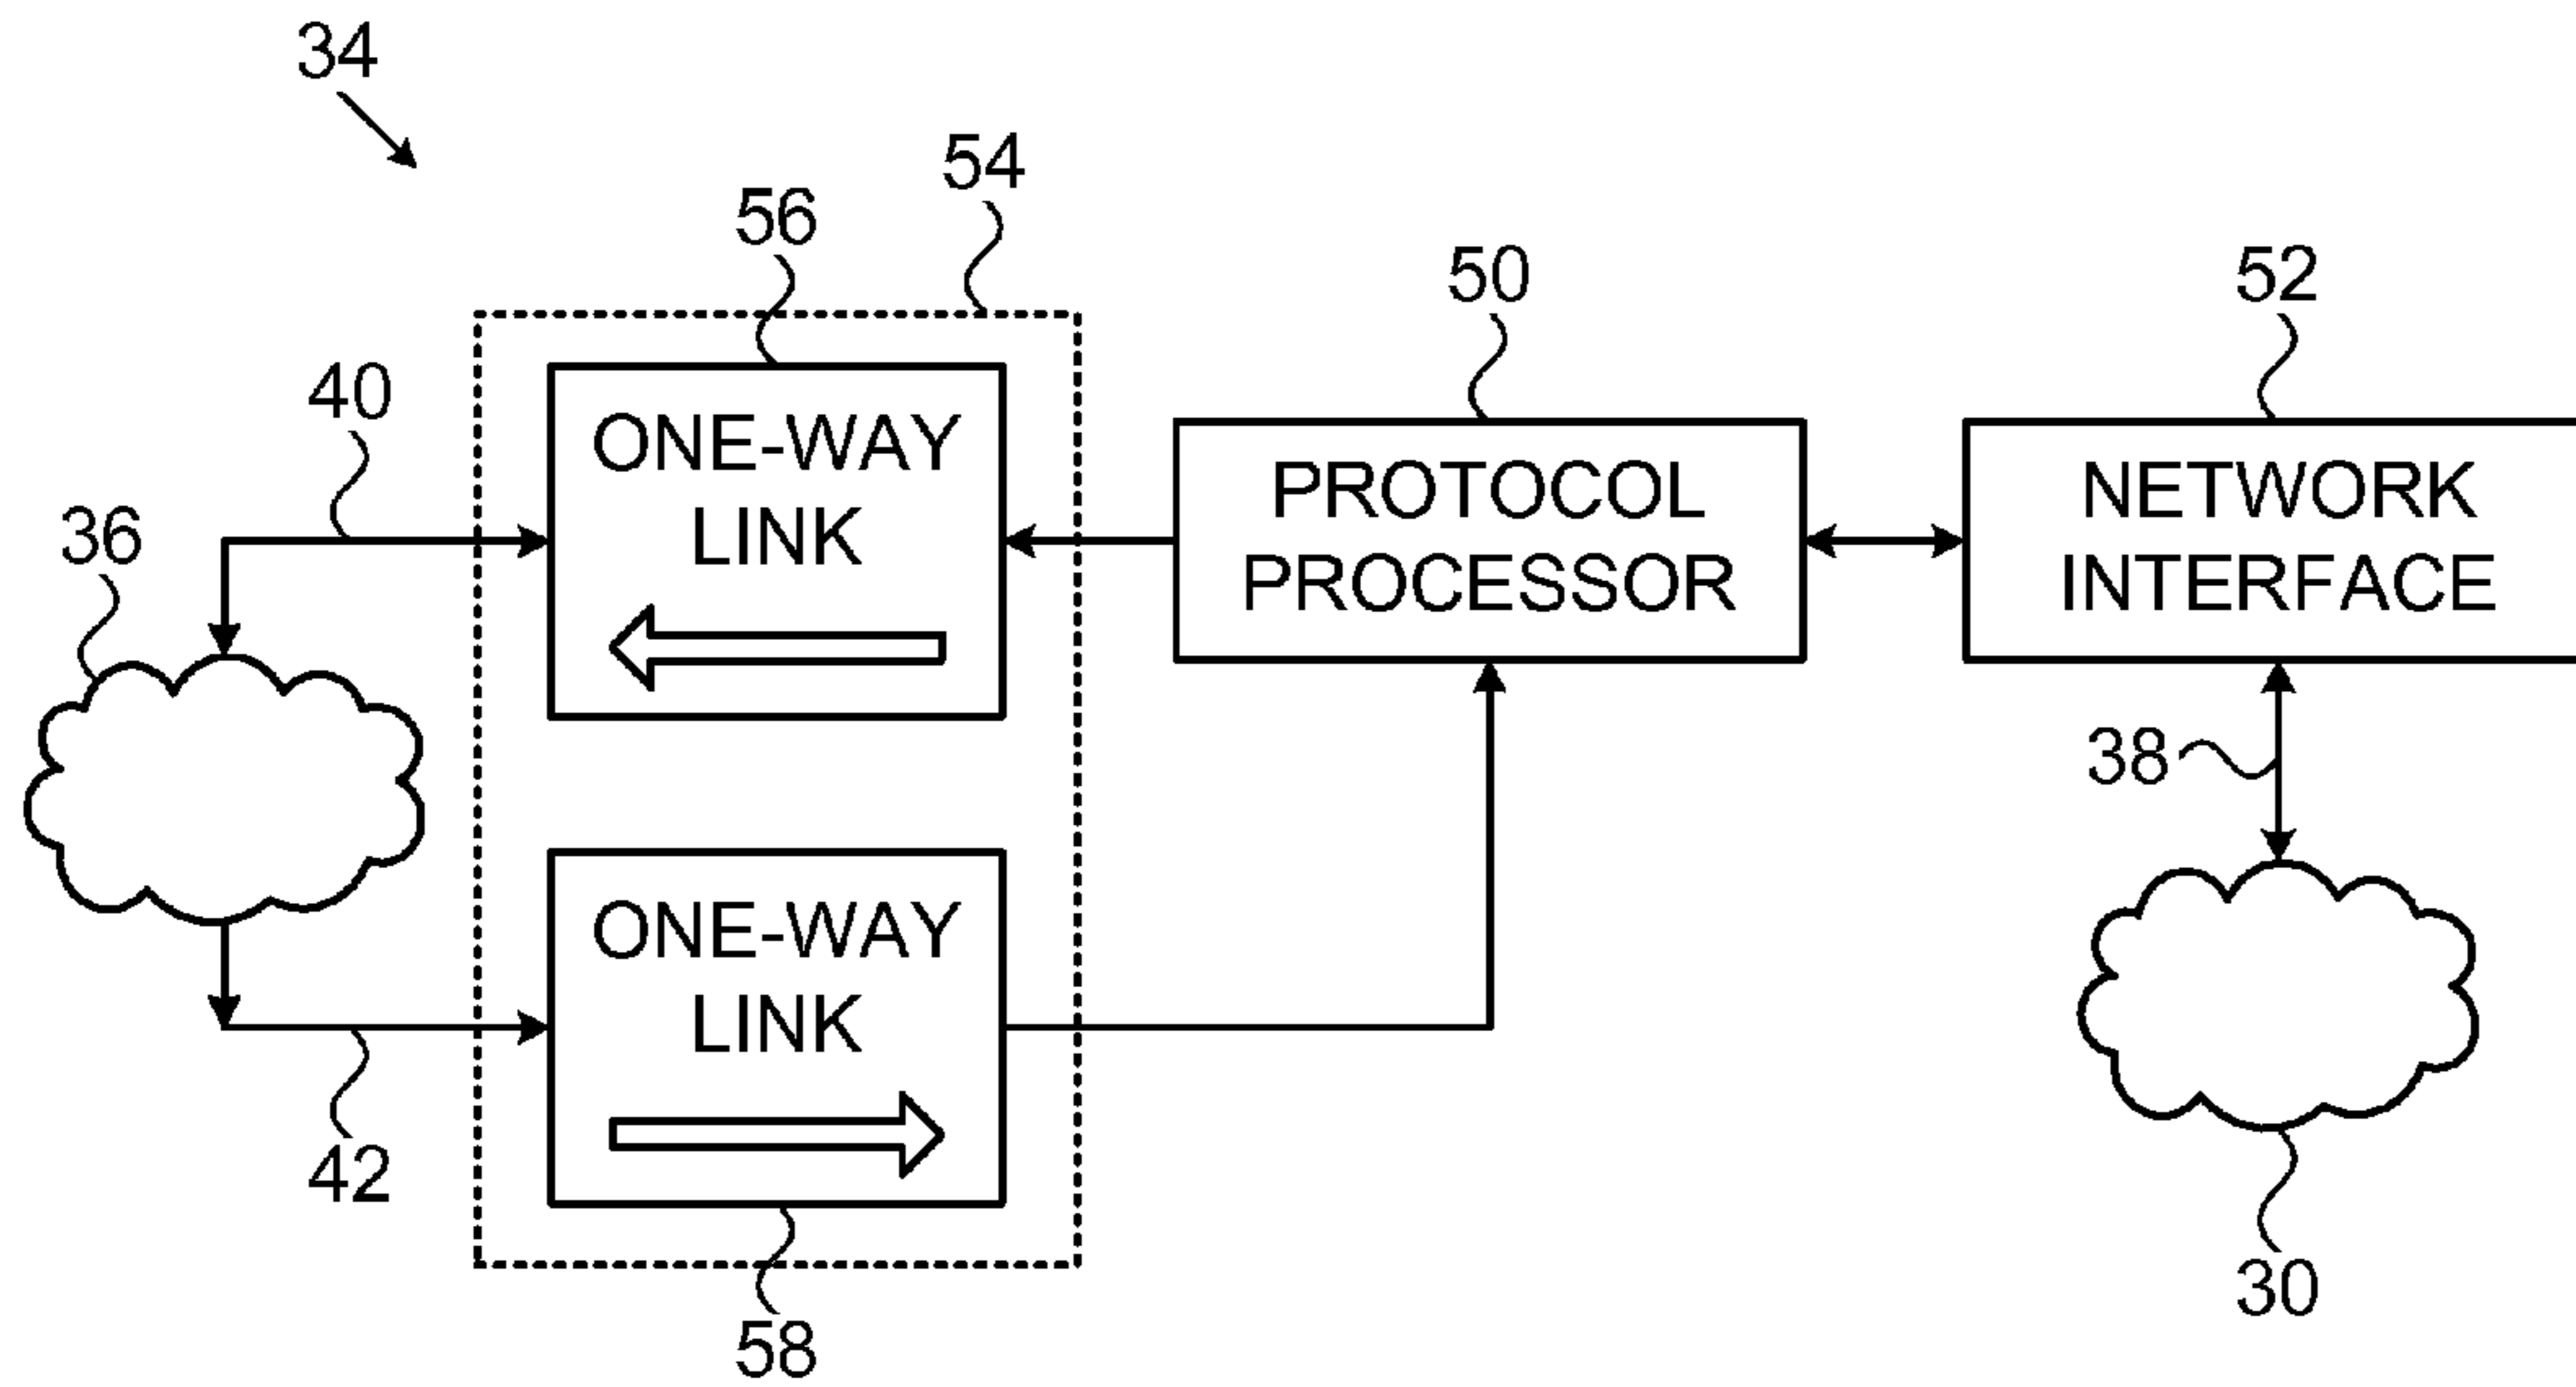 34
54
56
50
52
40
ONE-WAY
LINK
PROTOCOL
PROCESSOR
NETWORK
INTERFACE
36
38
ONE-WAY
LINK
42
30
58